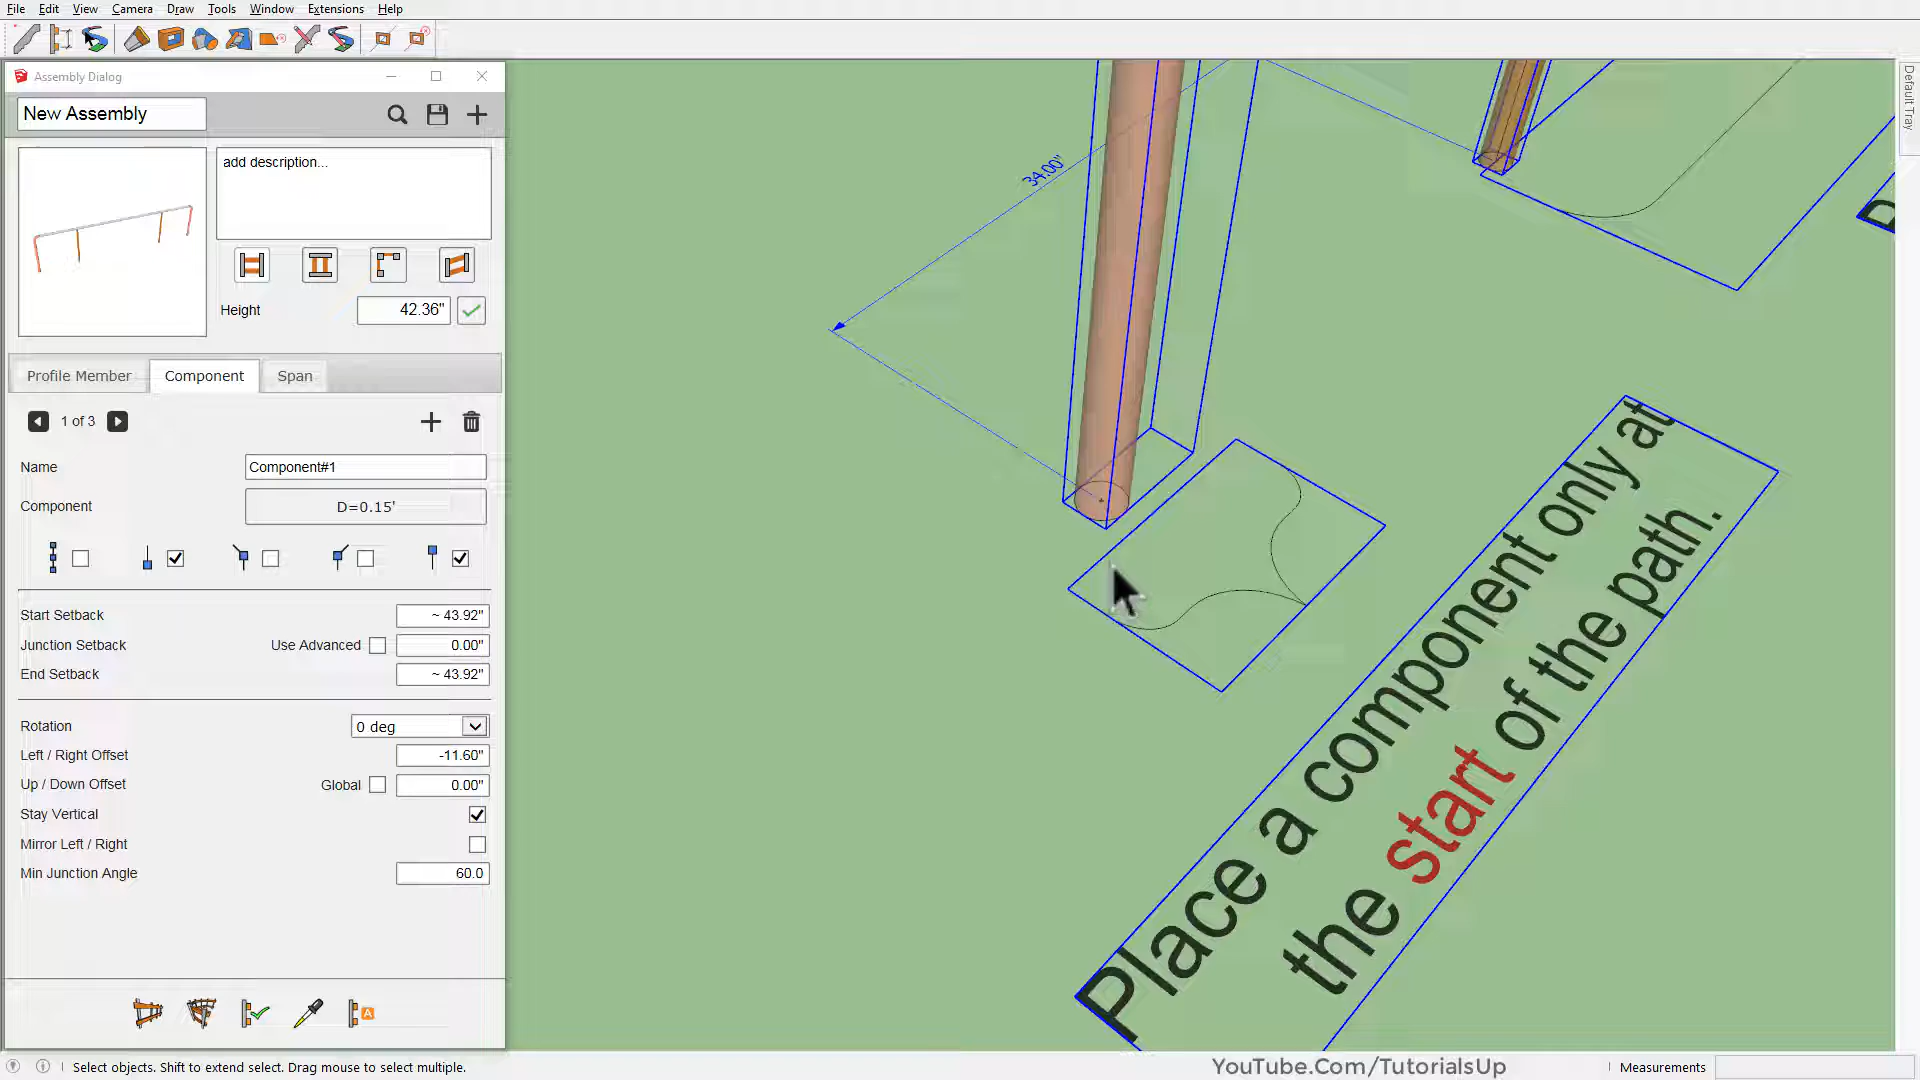 File Edit View Camera Draw Tools Window Extensions Help
Assembly Dialog
New Assembly
add description...
Height 42.36"
Profile Member Component Span
1 of 3
Name Component#1
Component D=0.15'
Start Setback ~ 43.92"
Junction Setback Use Advanced 0.00"
End Setback ~ 43.92"
Rotation 0 deg
Left / Right Offset -11.60"
Up / Down Offset Global 0.00"
Stay Vertical
Mirror Left / Right
Min Junction Angle 60.0
A
34.00"
Place a component only at
the start of the path.
Default Tray
Select objects. Shift to extend select. Drag mouse to select multiple.
YouTube.Com/TutorialsUp
Measurements